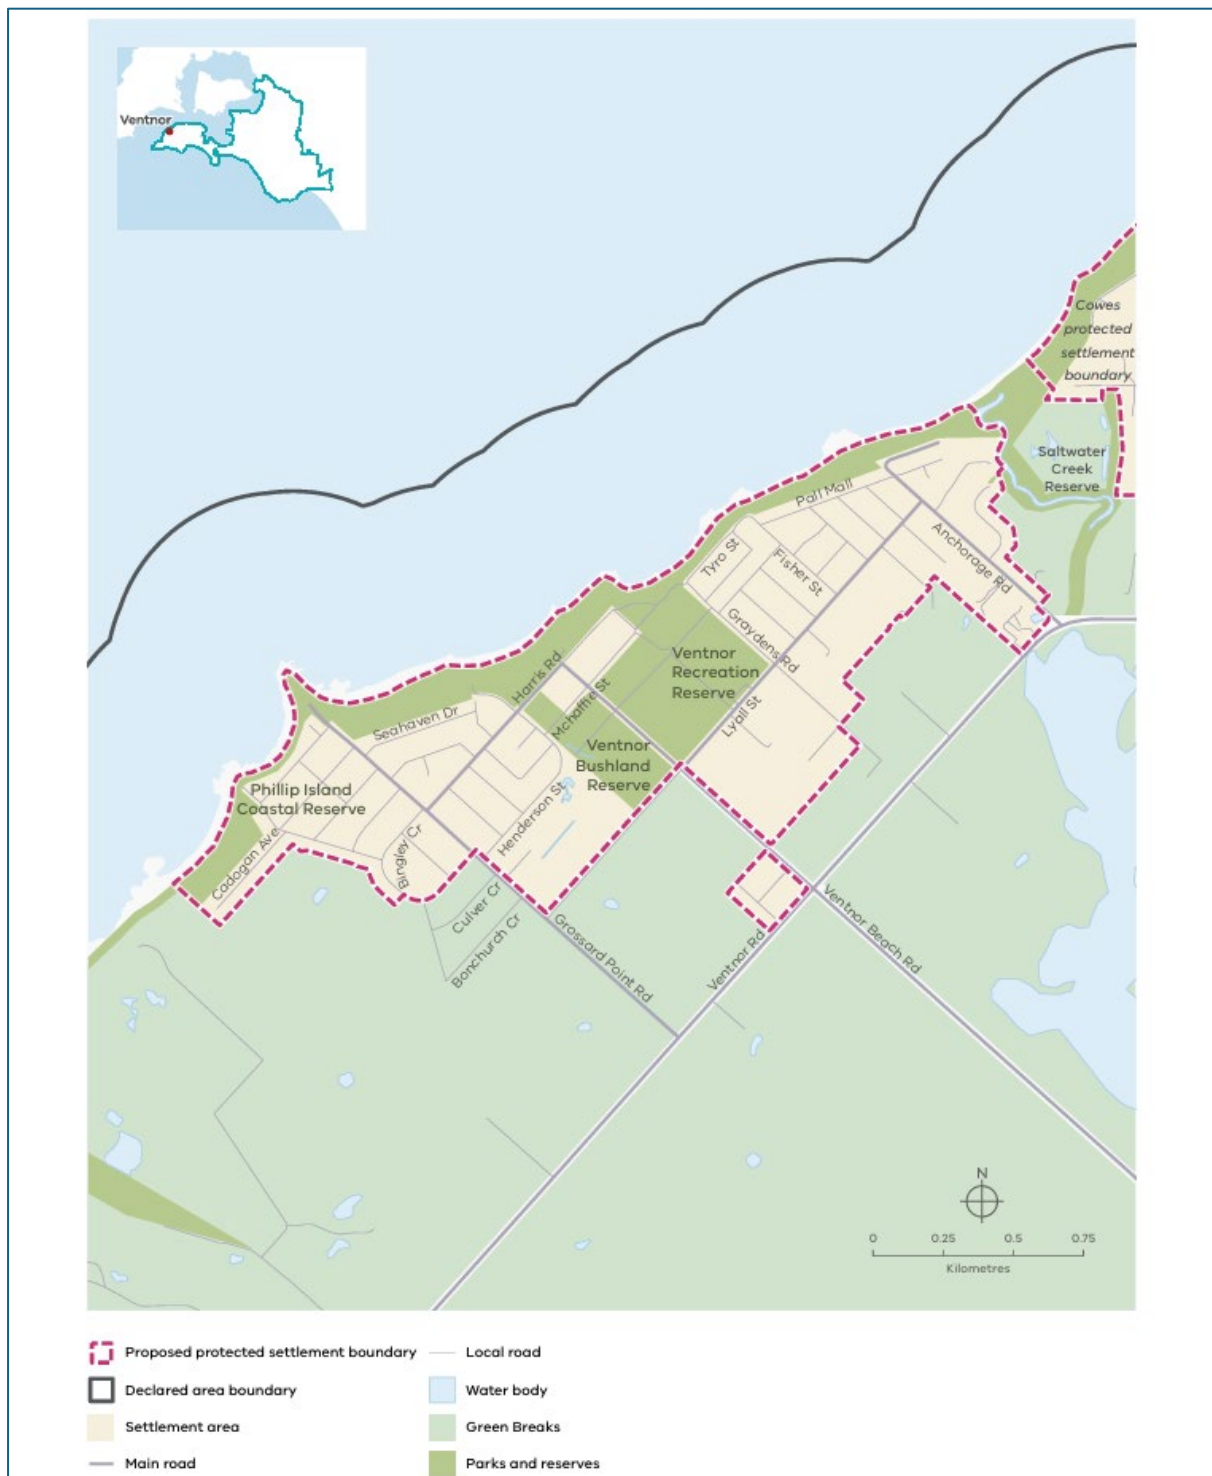 Ventnor
Cowes
protected
settlement
boundary
Saltwater
Creek
Reserve
Pall Mall
Anchorage Rd
Tyro St
Fisher St
Graydens Rd
Ventnor
Recreation
Reserve
Harris Rd
Mchaffie St
Lyall St
Seahaven Dr
Ventnor
Bushland
Reserve
Phillip Island
Coastal Reserve
Henderson St
Cadogan Ave
Bingley Cr
Culver Cr
Bonchurch Cr
Grossard Point Rd
Ventnor Rd
Ventnor Beach Rd
N
0 0.25 0.5 0.75
Kilometres
Proposed protected settlement boundary
Local road
Declared area boundary
Water body
Settlement area
Green Breaks
Main road
Parks and reserves